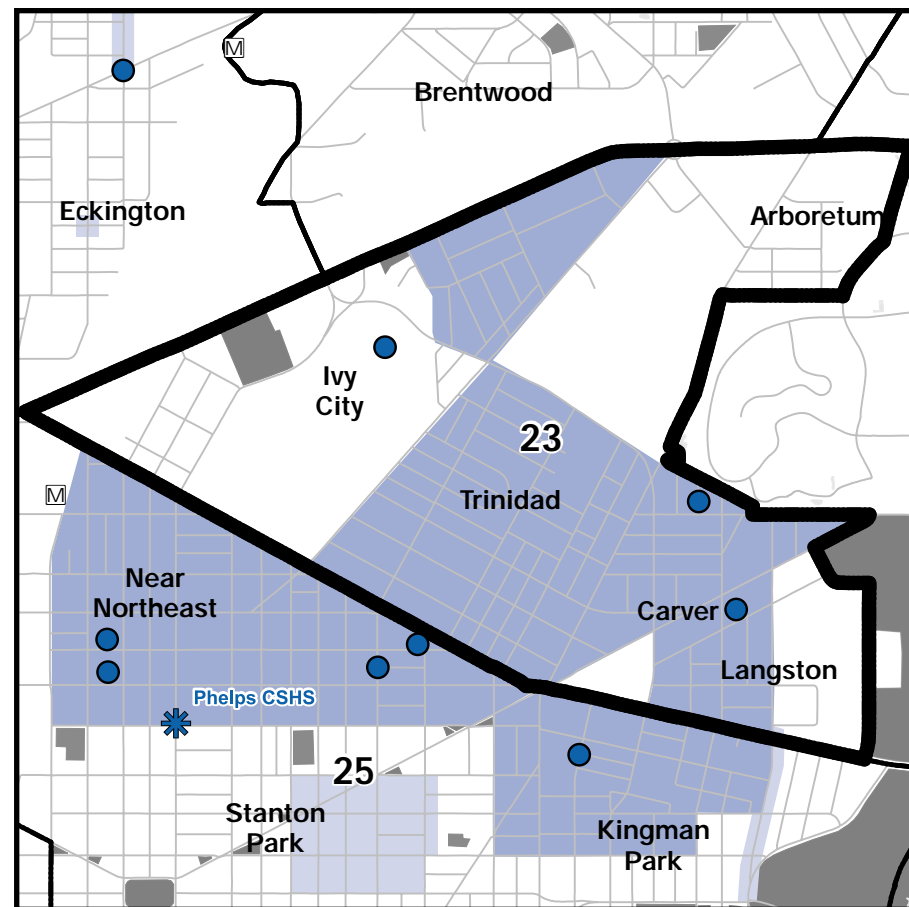 M
Brentwood
Eckington
Arboretum
Ivy
City
23
Trinidad
M
Near
Northeast
Carver
Langston
Phelps CSHS
25
Stanton
Park
Kingman
Park